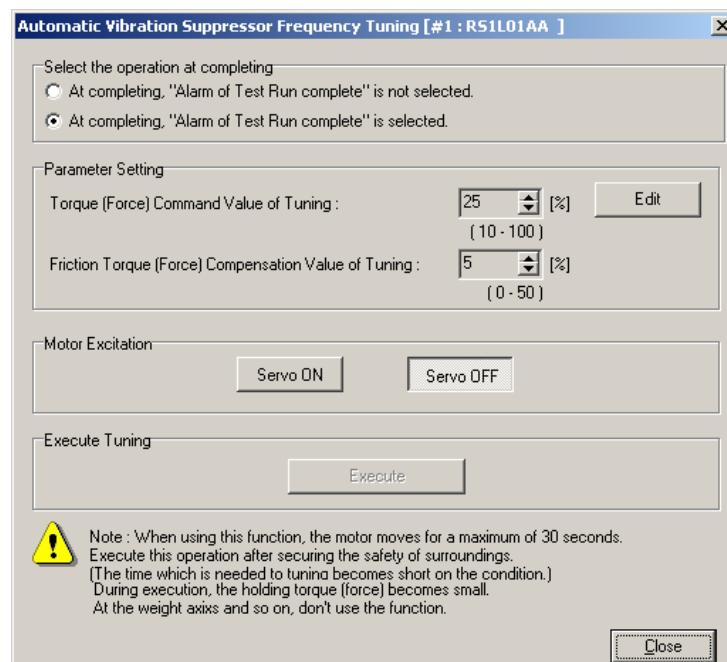 Automatic Vibration Suppressor Frequency Tuning [#1 : RS1L01AA ]
Select the operation at completing
At completing, "Alarm of Test Run complete" is not selected.
At completing, "Alarm of Test Run complete" is selected.
Parameter Setting
Torque (Force) Command Value of Tuning : 25 [%] Edit
( 10 - 100 )
Friction Torque (Force) Compensation Value of Tuning : 5 [%]
( 0 - 50 )
Motor Excitation
Servo ON Servo OFF
Execute Tuning
Execute
Note : When using this function, the motor moves for a maximum of 30 seconds.
Execute this operation after securing the safety of surroundings.
(The time which is needed to tuning becomes short on the condition.)
During execution, the holding torque (force) becomes small.
At the weight axixs and so on, don't use the function.
Close